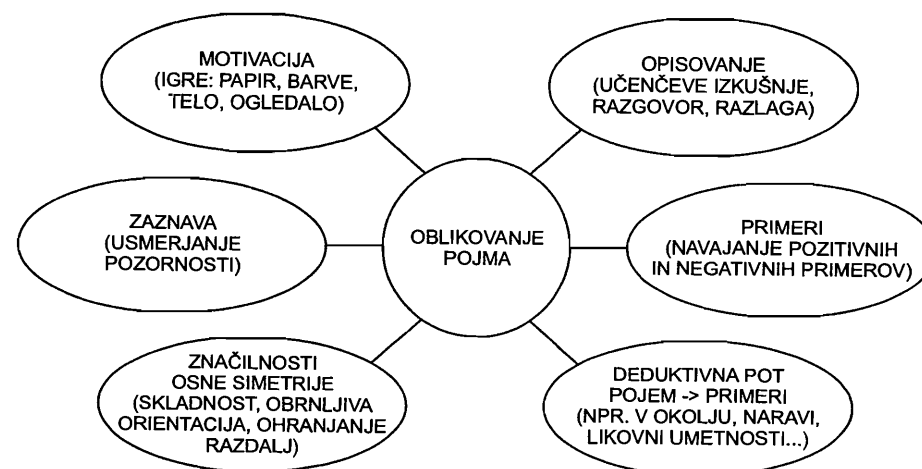 MOTIVACIJA
(IGRE: PAPIR, BARVE,
TELO, OGLEDALO)
OPISOVANJE
(UČENČEVE IZKUŠNJE,
RAZGOVOR, RAZLAGA)
ZAZNAVA
(USMERJANJE
POZORNOSTI)
OBLIKOVANJE
POJMA
PRIMERI
(NAVAJANJE POZITIVNIH
IN NEGATIVNIH PRIMEROV)
ZNAČILNOSTI
OSNE SIMETRIJE
(SKLADNOST, OBRNLJIVA
ORIENTACIJA, OHRANJANJE
RAZDALJ)
DEDUKTIVNA POT
POJEM -> PRIMERI
(NPR. V OKOLJU, NARAVI,
LIKOVNI UMETNOSTI...)